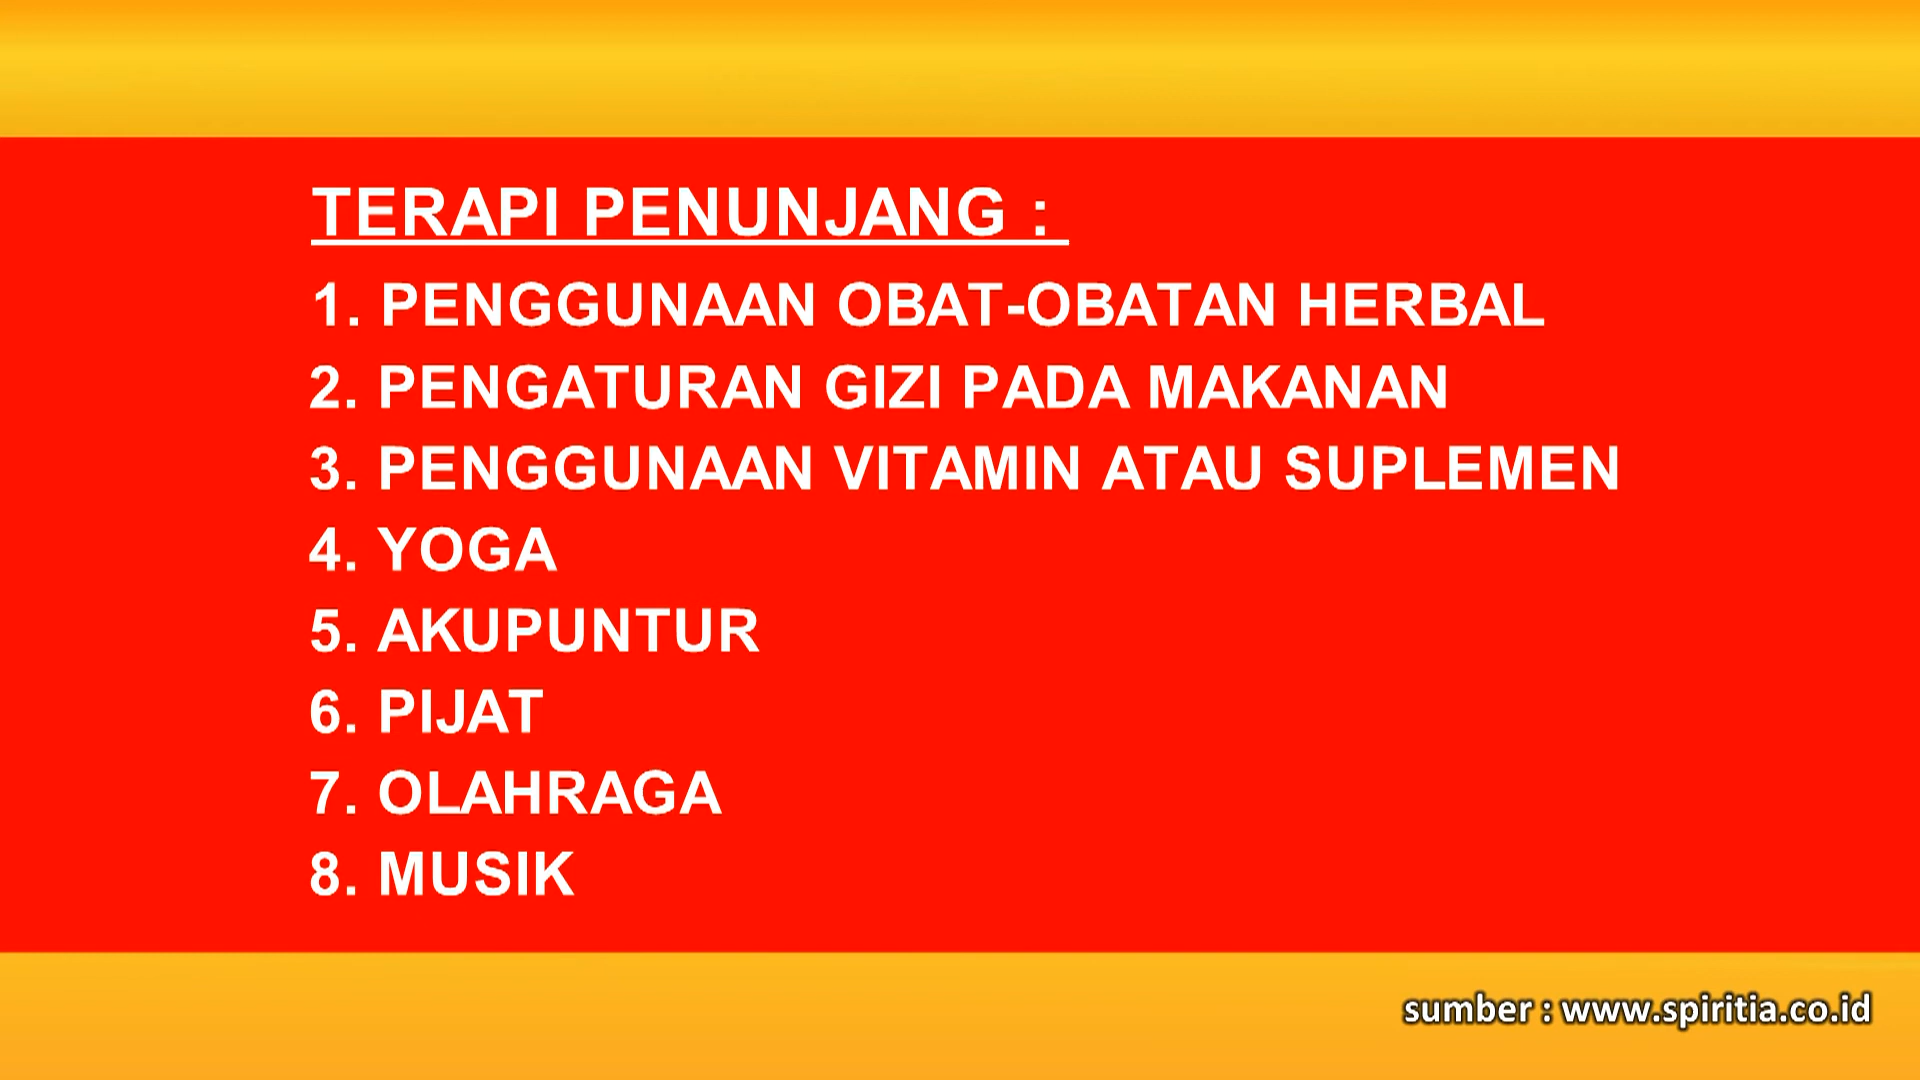 TERAPI PENUNJANG :
1. PENGGUNAAN OBAT-OBATAN HERBAL
2. PENGATURAN GIZI PADA MAKANAN
3. PENGGUNAAN VITAMIN ATAU SUPLEMEN
4. YOGA
5. AKUPUNTUR
6. PIJAT
7. OLAHRAGA
8. MUSIK
sumber : www.spiritia.co.id